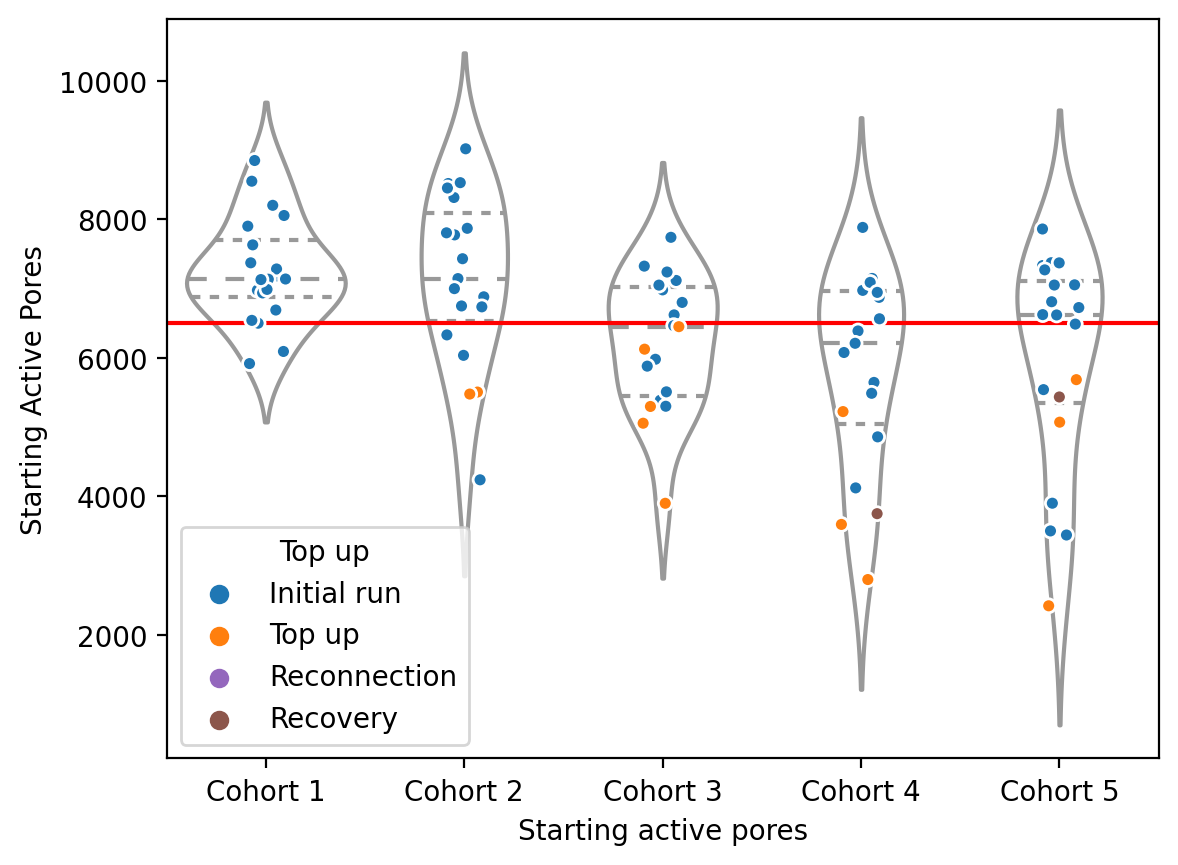 10000
8000
6000
4000
2000
Starting Active Pores
Top up
Initial run
Top up
Reconnection
Recovery
Cohort 1
Cohort 2
Cohort 3
Cohort 4
Cohort 5
Starting active pores